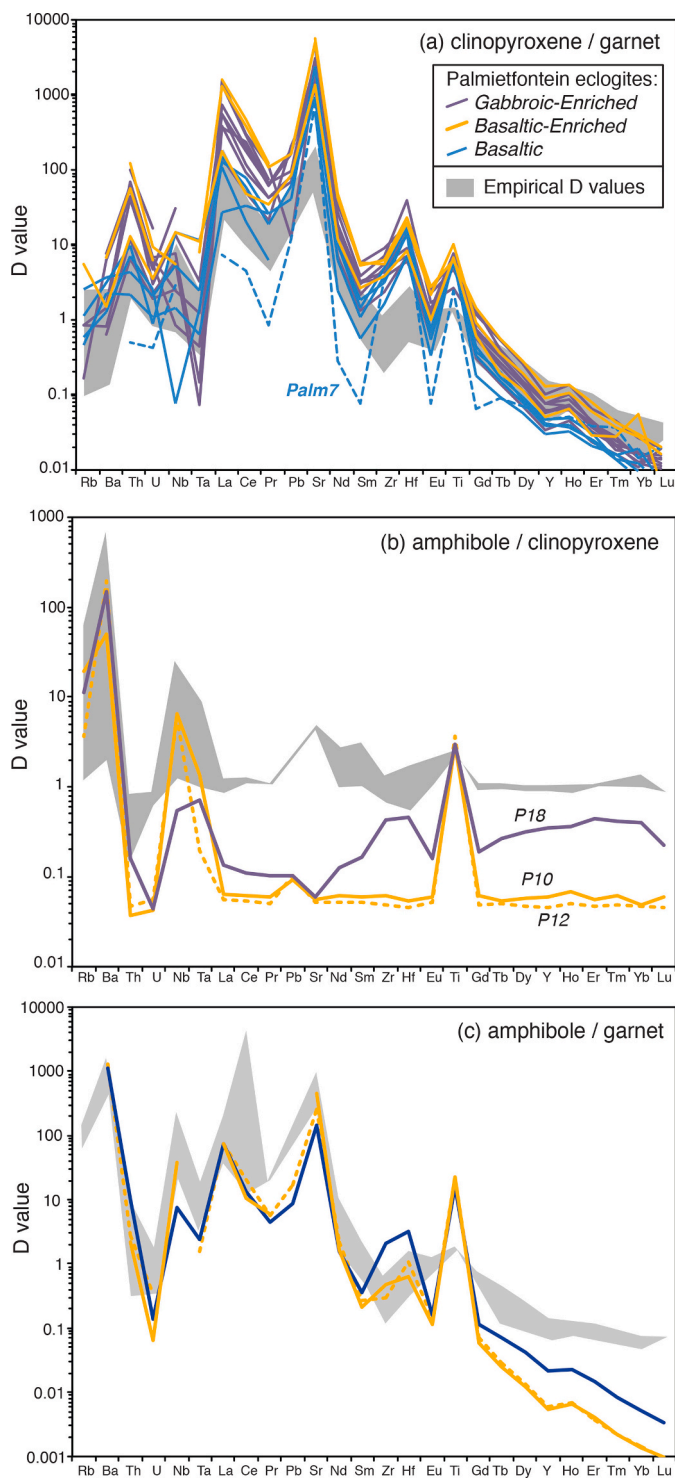 (a) clinopyroxene / garnet
Palmietfontein eclogites:
Gabbroic-Enriched
Basaltic-Enriched
Basaltic
Empirical D values
10000
1000
100
10
1
0.1
0.01
D value
Palm7
Rb Ba Th U Nb Ta La Ce Pr Pb Sr Nd Sm Zr Hf Eu Ti Gd Tb Dy Y Ho Er Tm Yb Lu
(b) amphibole / clinopyroxene
1000
100
10
1
0.1
0.01
D value
P18
P10
P12
Rb Ba Th U Nb Ta La Ce Pr Pb Sr Nd Sm Zr Hf Eu Ti Gd Tb Dy Y Ho Er Tm Yb Lu
(c) amphibole / garnet
10000
1000
100
10
1
0.1
0.01
0.001
D value
Rb Ba Th U Nb Ta La Ce Pr Pb Sr Nd Sm Zr Hf Eu Ti Gd Tb Dy Y Ho Er Tm Yb Lu